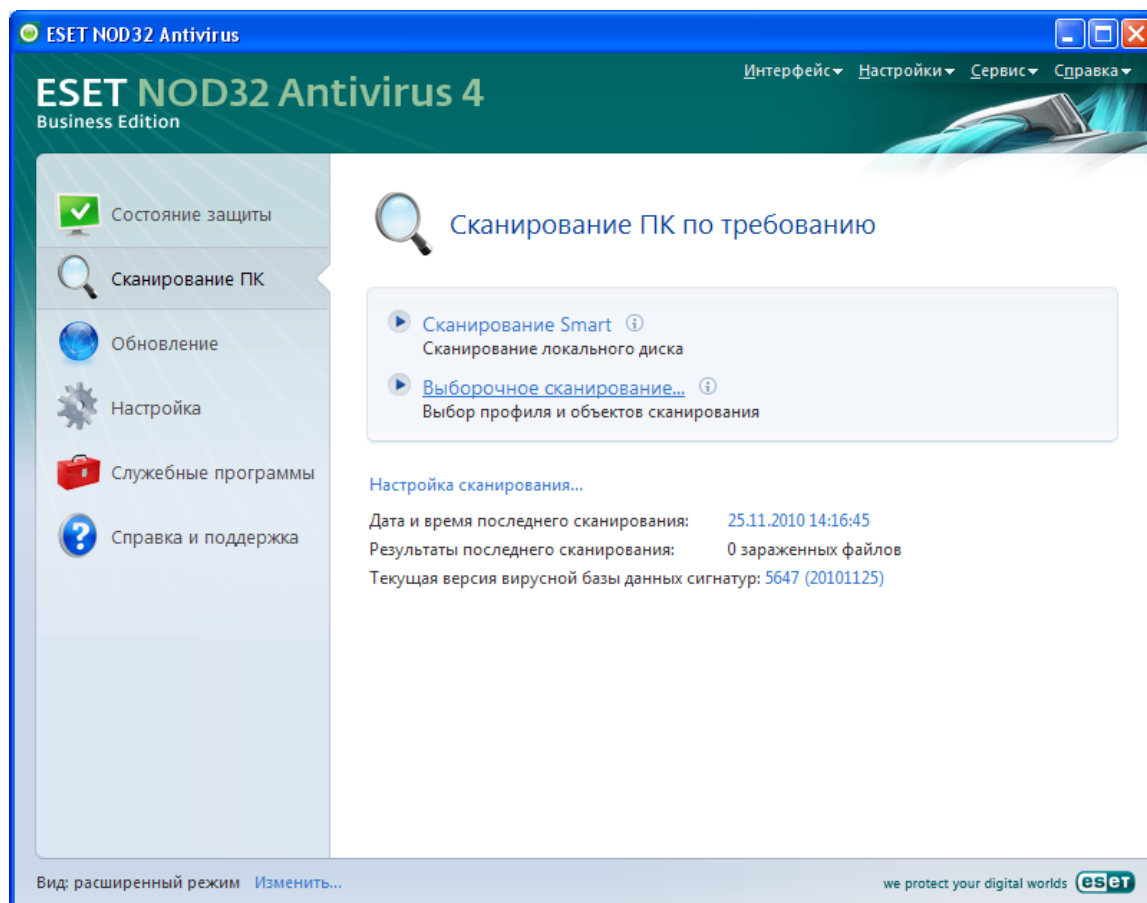 ESET NOD32 Antivirus
Интерфейс Настройки Сервис Справка
ESET NOD32 Antivirus 4
Business Edition
Состояние защиты
Сканирование ПК
Обновление
Настройка
Служебные программы
Справка и поддержка
Сканирование ПК по требованию
Сканирование Smart
Сканирование локального диска
Выборочное сканирование...
Выбор профиля и объектов сканирования
Настройка сканирования...
Дата и время последнего сканирования: 25.11.2010 14:16:45
Результаты последнего сканирования: 0 зараженных файлов
Текущая версия вирусной базы данных сигнатур: 5647 (20101125)
Вид: расширенный режим Изменить...
we protect your digital worlds eset